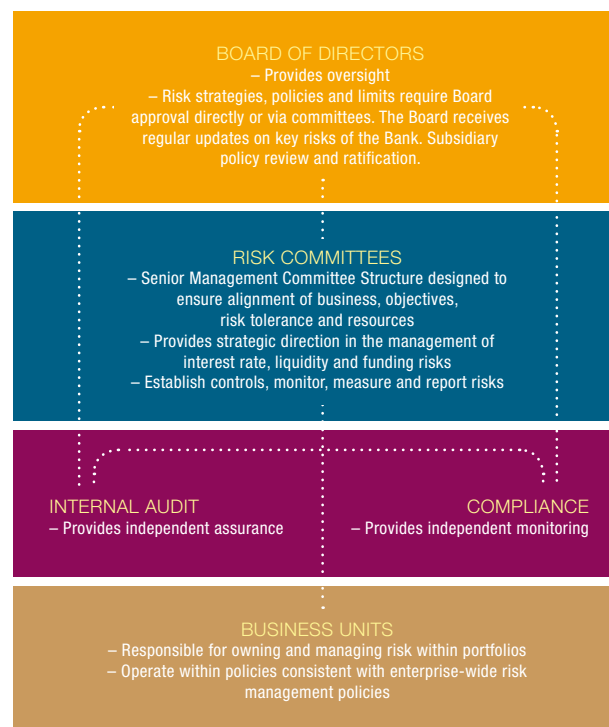 BOARD OF DIRECTORS
– Provides oversight
– Risk strategies, policies and limits require Board
approval directly or via committees. The Board receives
regular updates on key risks of the Bank. Subsidiary
policy review and ratification.
RISK COMMITTEES
– Senior Management Committee Structure designed to
ensure alignment of business, objectives,
risk tolerance and resources
– Provides strategic direction in the management of
interest rate, liquidity and funding risks
– Establish controls, monitor, measure and report risks
INTERNAL AUDIT
– Provides independent assurance
COMPLIANCE
– Provides independent monitoring
BUSINESS UNITS
– Responsible for owning and managing risk within portfolios
– Operate within policies consistent with enterprise-wide risk
management policies